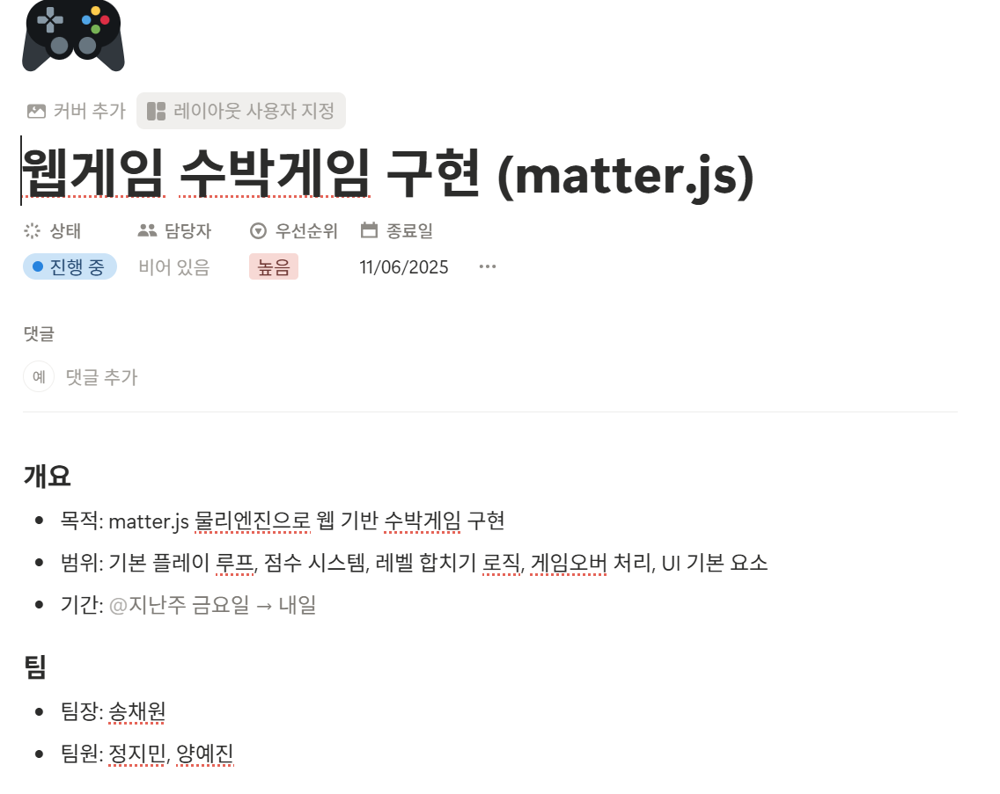 커버 추가 레이아웃 사용자 지정
웹게임 수박게임 구현 (matter.js)
상태 담당자 우선순위 종료일
진행 중 비어 있음 높음 11/06/2025 •••
댓글
예 댓글 추가
개요
• 목적: matter.js 물리엔진으로 웹 기반 수박게임 구현
• 범위: 기본 플레이 루프, 점수 시스템, 레벨 합치기 로직, 게임오버 처리, UI 기본 요소
• 기간: @지난주 금요일 → 내일
팀
• 팀장: 송채원
• 팀원: 정지민, 양예진